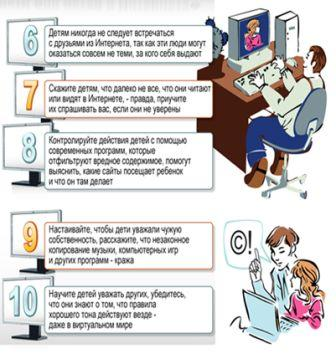 6
Детям никогда не следует встречаться
с друзьями из Интернета, так как эти люди могут
оказаться совсем не теми, за кого себя выдают
7
Скажите детям, что далеко не все, что они читают
или видят в Интернете, - правда, приучите
их спрашивать вас, если они не уверены
8
Контролируйте действия детей с помощью
современных программ, которые
отфильтруют вредное содержимое, помогут
выяснить, какие сайты посещает ребенок
и что он там делает
9
Настаивайте, чтобы дети уважали чужую
собственность, расскажите, что незаконное
копирование музыки, компьютерных игр
и других программ - кража
©!
10
Научите детей уважать других, убедитесь,
что они знают о том, что правила
хорошего тона действуют везде -
даже в виртуальном мире